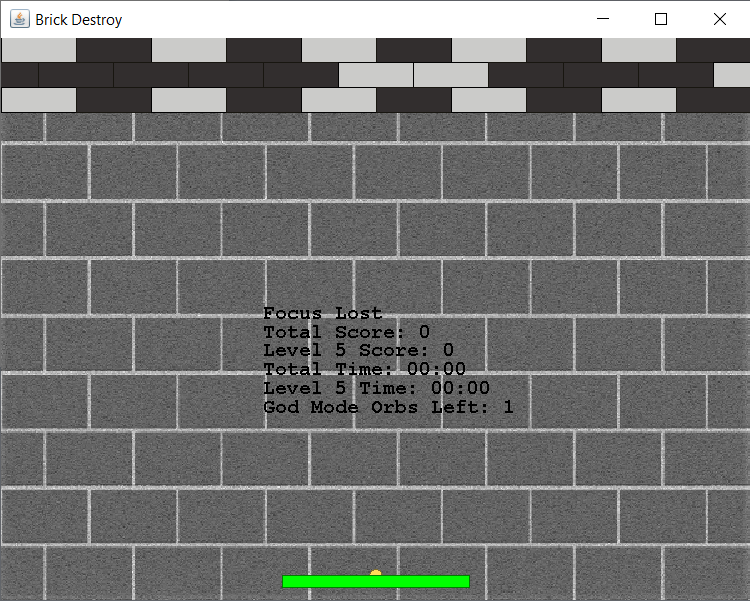 Brick Destroy
Focus Lost
Total Score: 0
Level 5 Score: 0
Total Time: 00:00
Level 5 Time: 00:00
God Mode Orbs Left: 1